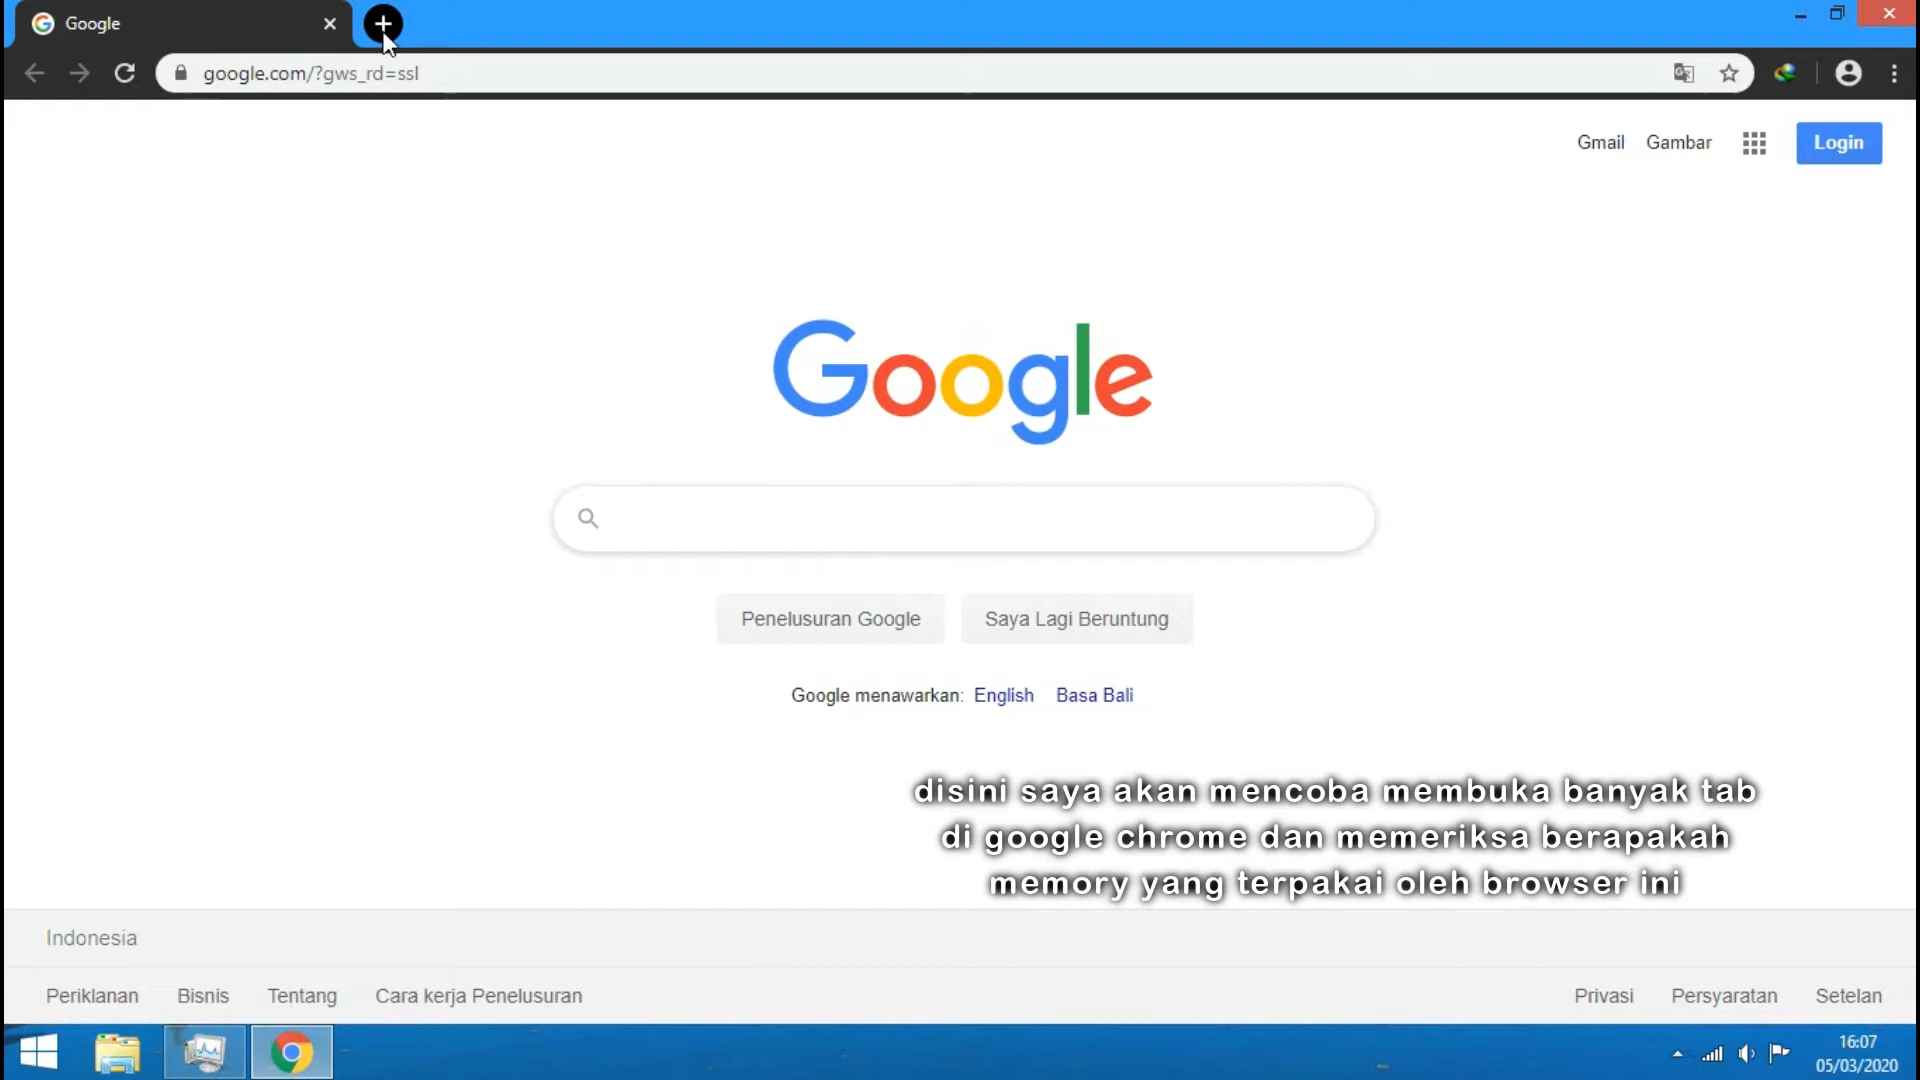 Google
google.com/?gws_rd=ssl
Gmail Gambar Login
Google
Penelusuran Google Saya Lagi Beruntung
Google menawarkan: English Basa Bali
disini saya akan mencoba membuka banyak tab
di google chrome dan memeriksa berapakah
memory yang terpakai oleh browser ini
Indonesia
Periklanan Bisnis Tentang Cara kerja Penelusuran Privasi Persyaratan Setelan
16:07
05/03/2020